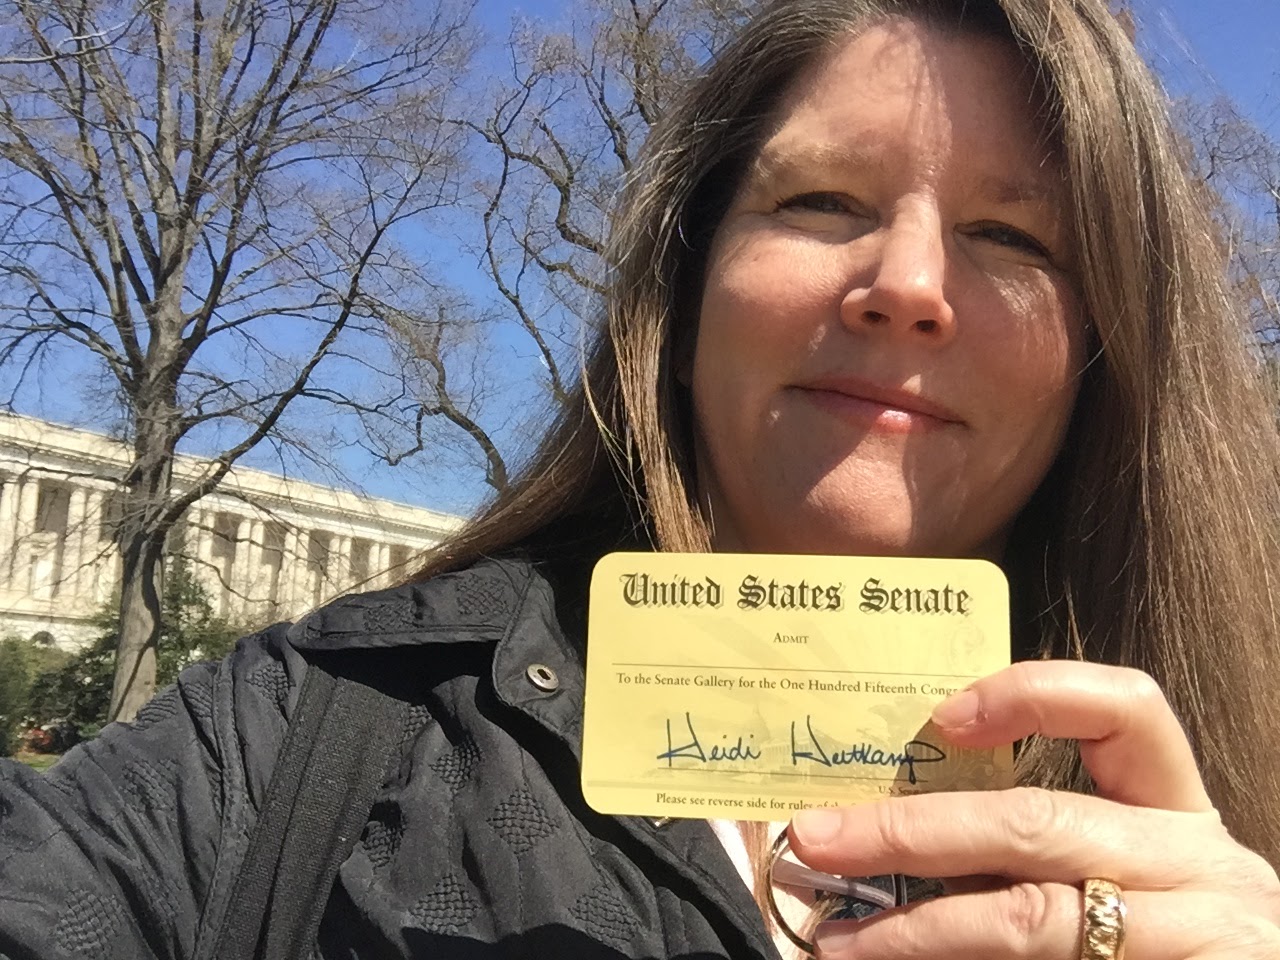 United States Senate
ADMIT
To the Senate Gallery for the One Hundred Fifteenth
Heidi Heitkamp
U.S.
Please see reverse side for rules